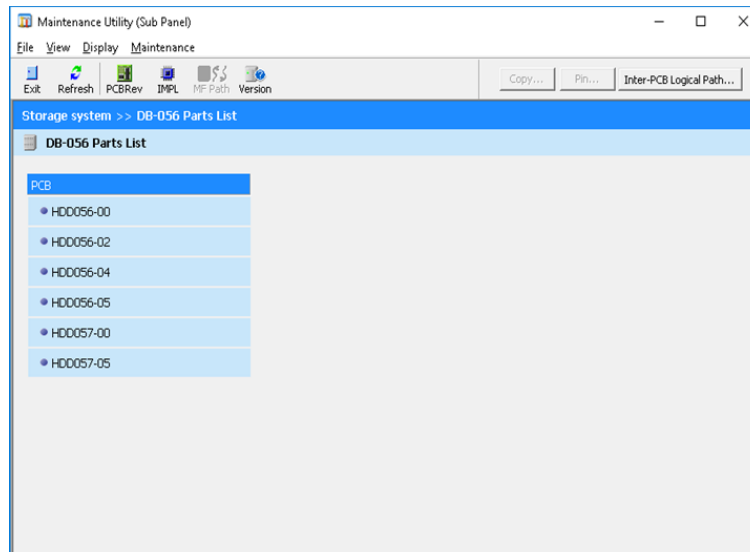 Maintenance Utility (Sub Panel)
File View Display Maintenance
Exit Refresh PCBRev IMPL MF Path Version Copy... Pin... Inter-PCB Logical Path...
Storage system >> DB-056 Parts List
DB-056 Parts List
PCB
HDD056-00
HDD056-02
HDD056-04
HDD056-05
HDD057-00
HDD057-05